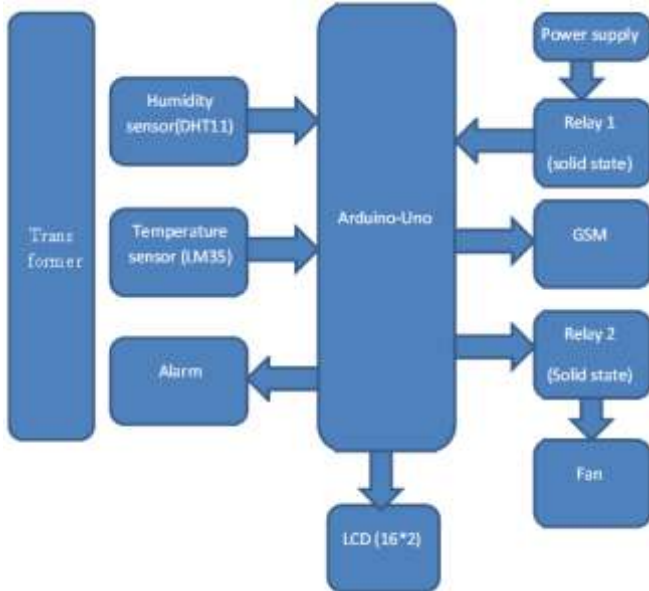 Trans
former
Humidity
sensor(DHT11)
Temperature
sensor (LM35)
Alarm
Arduino-Uno
LCD (16*2)
Power supply
Relay 1
(solid state)
GSM
Relay 2
(Solid state)
Fan